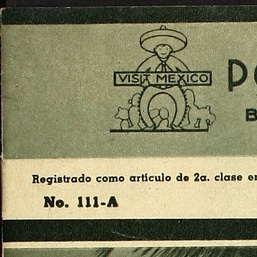 VISIT MEXICO
Registrado como artículo de 2a. clase
No. 111-A